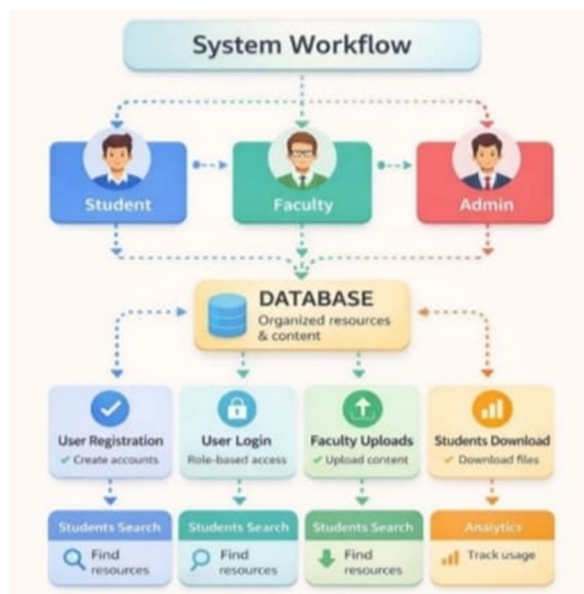 System Workflow
Student
Faculty
Admin
DATABASE
Organized resources
& content
User Registration
Create accounts
User Login
Role-based access
Faculty Uploads
Upload content
Students Download
Download files
Students Search
Find
resources
Students Search
Find
resources
Students Search
Find
resources
Analytics
Track usage